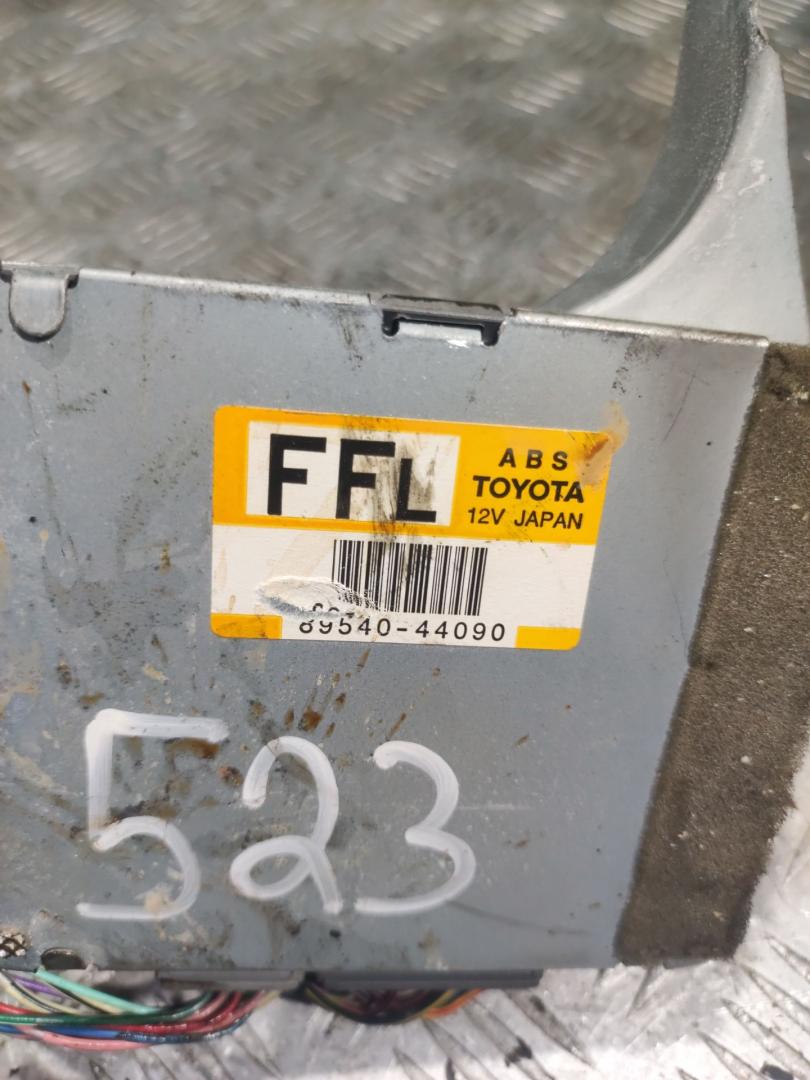 FFL
ABS
TOYOTA
12V JAPAN
89540-44090
523